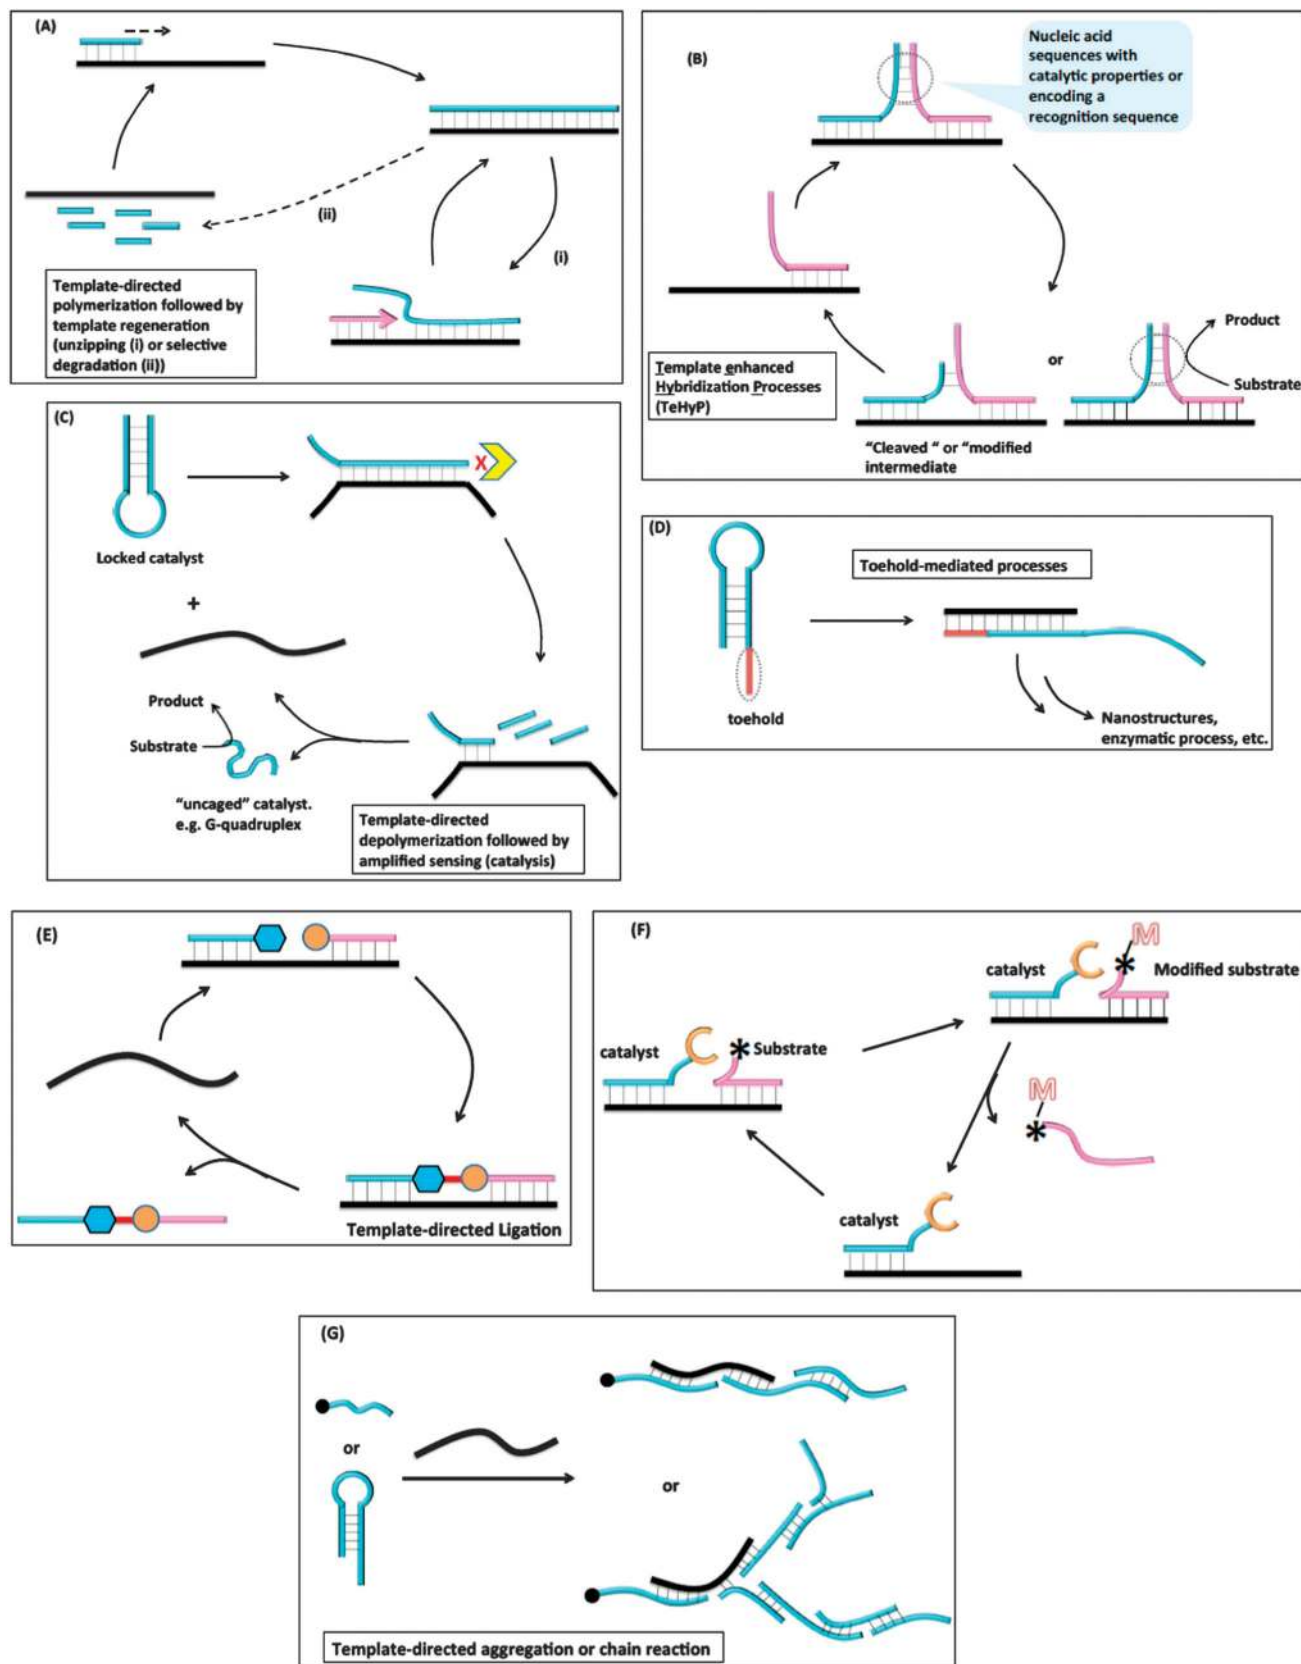 (A)
(ii)
(i)
Template-directed
polymerization followed by
template regeneration
(unzipping (i) or selective
degradation (ii))
(B)
Nucleic acid
sequences with
catalytic properties or
encoding a
recognition sequence
Product
or
Substrate
Template enhanced
Hybridization Processes
(TeHyP)
"Cleaved " or "modified
intermediate
(C)
X
Locked catalyst
+
Product
Substrate
"uncaged" catalyst.
e.g. G-quadruplex
Template-directed
depolymerization followed by
amplified sensing (catalysis)
(D)
Toehold-mediated processes
toehold
Nanostructures,
enzymatic process, etc.
(E)
Template-directed Ligation
(F)
M
catalyst
* Modified substrate
catalyst
* Substrate
M
*
catalyst
(G)
or
or
Template-directed aggregation or chain reaction